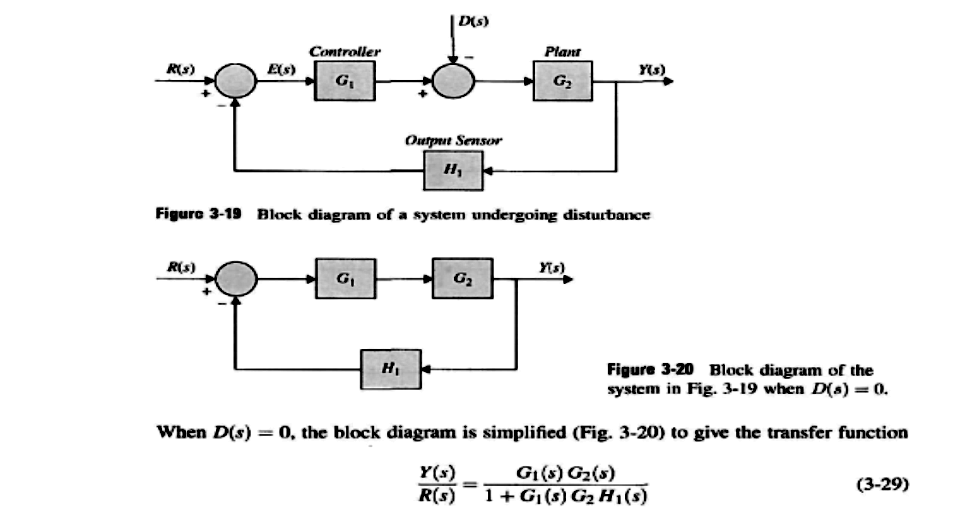 D(s)
Controller
Plant
R(s)
E(s)
G₁
G₂
Y(s)
+
−
+
−
Output Sensor
H₁
Figure 3-19 Block diagram of a system undergoing disturbance
R(s)
G₁
G₂
Y(s)
+
−
H₁
Figure 3-20 Block diagram of the
system in Fig. 3-19 when D(s) = 0.
When D(s) = 0, the block diagram is simplified (Fig. 3-20) to give the transfer function
Y(s)/R(s) = G₁(s) G₂(s)/1 + G₁(s) G₂ H₁(s) (3-29)